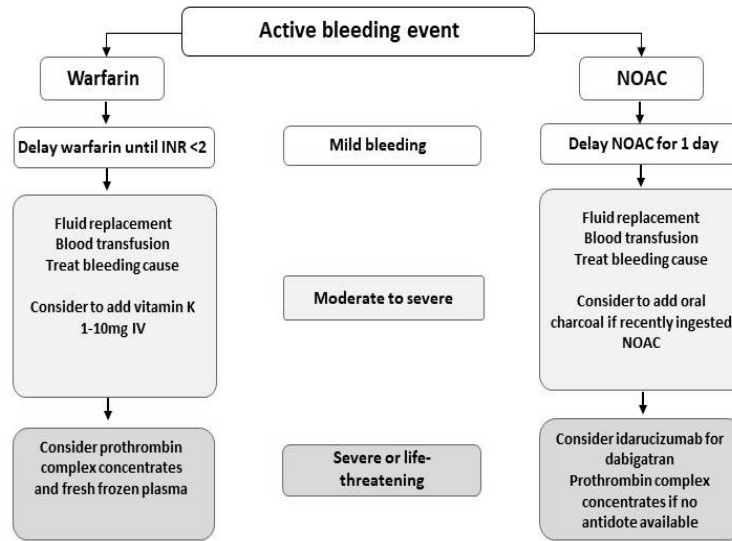 Active bleeding event
Warfarin
NOAC
Delay warfarin until INR <2
Mild bleeding
Delay NOAC for 1 day
Fluid replacement
Blood transfusion
Treat bleeding cause
Consider to add vitamin K
1-10mg IV
Moderate to severe
Fluid replacement
Blood transfusion
Treat bleeding cause
Consider to add oral
charcoal if recently ingested
NOAC
Consider prothrombin
complex concentrates
and fresh frozen plasma
Severe or life-
threatening
Consider idarucizumab for
dabigatran
Prothrombin complex
concentrates if no
antidote available